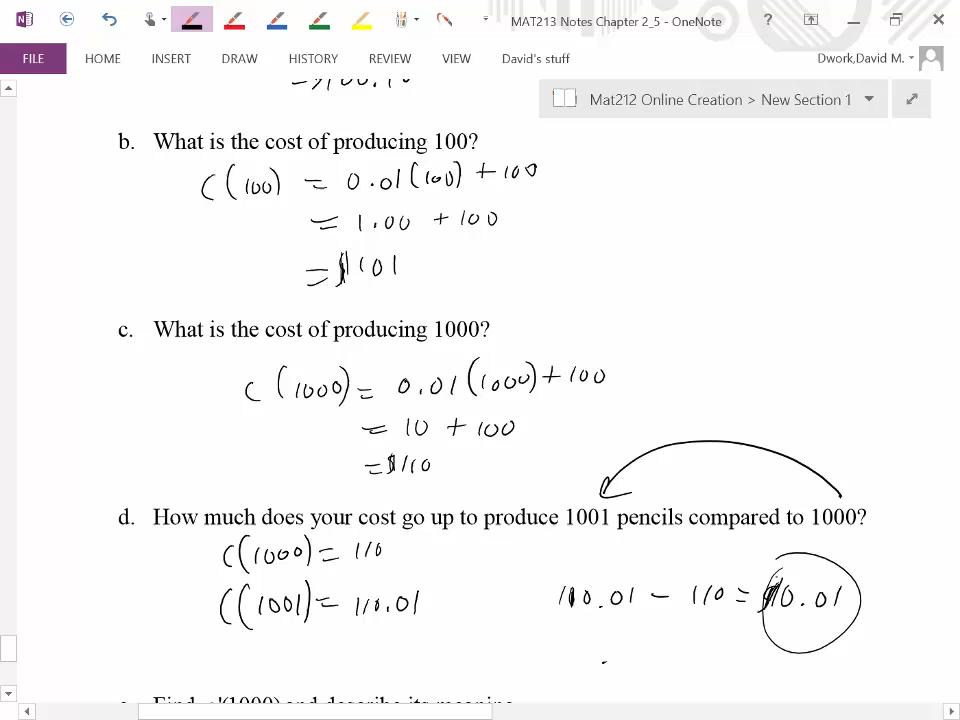 MAT213 Notes Chapter 2_5 - OneNote
FILE HOME INSERT DRAW HISTORY REVIEW VIEW David's stuff Dwork,David M.
Mat212 Online Creation > New Section 1
b. What is the cost of producing 100?
C(100) = 0.01(100) + 100
= 1.00 + 100
= $101
c. What is the cost of producing 1000?
C(1000) = 0.01(1000) + 100
= 10 + 100
= $110
d. How much does your cost go up to produce 1001 pencils compared to 1000?
C(1000) = 110
C(1001) = 110.01 110.01 - 110 = $0.01